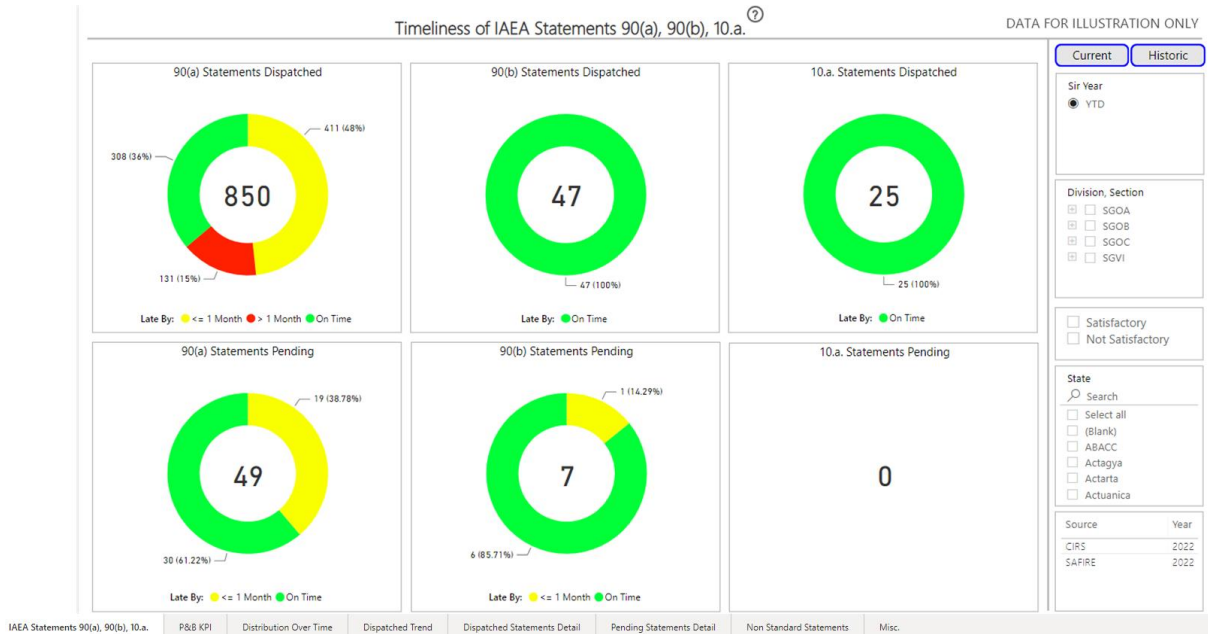 Timeliness of IAEA Statements 90(a), 90(b), 10.a.
?
DATA FOR ILLUSTRATION ONLY
Current
Historic
90(a) Statements Dispatched
411 (48%)
308 (36%)
850
131 (15%)
Late By: <= 1 Month > 1 Month On Time
90(b) Statements Dispatched
47
47 (100%)
Late By: On Time
10.a. Statements Dispatched
25
25 (100%)
Late By: On Time
90(a) Statements Pending
19 (38.78%)
49
30 (61.22%)
Late By: <= 1 Month On Time
90(b) Statements Pending
1 (14.29%)
7
6 (85.71%)
Late By: <= 1 Month On Time
10.a. Statements Pending
0
Sir Year
YTD
Division, Section
SGOA
SGOB
SGOC
SGVI
Satisfactory
Not Satisfactory
State
Search
Select all
(Blank)
ABACC
Actagya
Actarta
Actuanica
Source Year
CIRS 2022
SAFIRE 2022
IAEA Statements 90(a), 90(b), 10.a.
P&B KPI
Distribution Over Time
Dispatched Trend
Dispatched Statements Detail
Pending Statements Detail
Non Standard Statements
Misc.